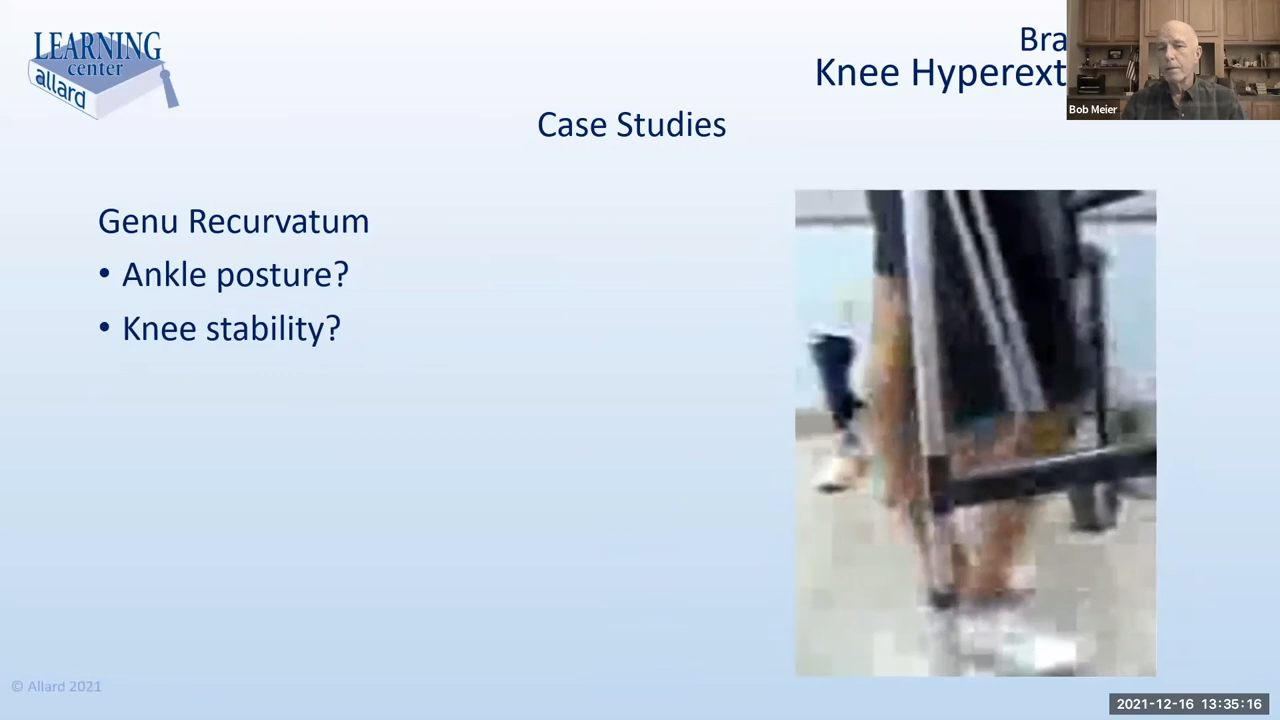 LEARNING
center
allard
Bra
Knee Hyperext
Bob Meier
Case Studies
Genu Recurvatum
• Ankle posture?
• Knee stability?
© Allard 2021
2021-12-16 13:35:16